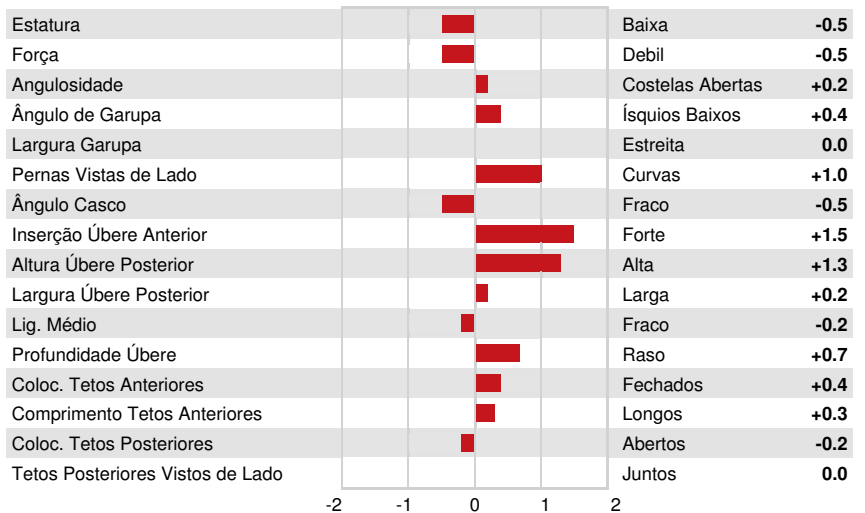 Estatura Baixa -0.5
Força Debil -0.5
Angulosidade Costelas Abertas +0.2
Ângulo de Garupa Ísquios Baixos +0.4
Largura Garupa Estreita 0.0
Pernas Vistas de Lado Curvas +1.0
Ângulo Casco Fraco -0.5
Inserção Úbere Anterior Forte +1.5
Altura Úbere Posterior Alta +1.3
Largura Úbere Posterior Larga +0.2
Lig. Médio Fraco -0.2
Profundidade Úbere Raso +0.7
Coloc. Tetos Anteriores Fechados +0.4
Comprimento Tetos Anteriores Longos +0.3
Coloc. Tetos Posteriores Abertos -0.2
Tetos Posteriores Vistos de Lado Juntos 0.0
-2 -1 0 1 2